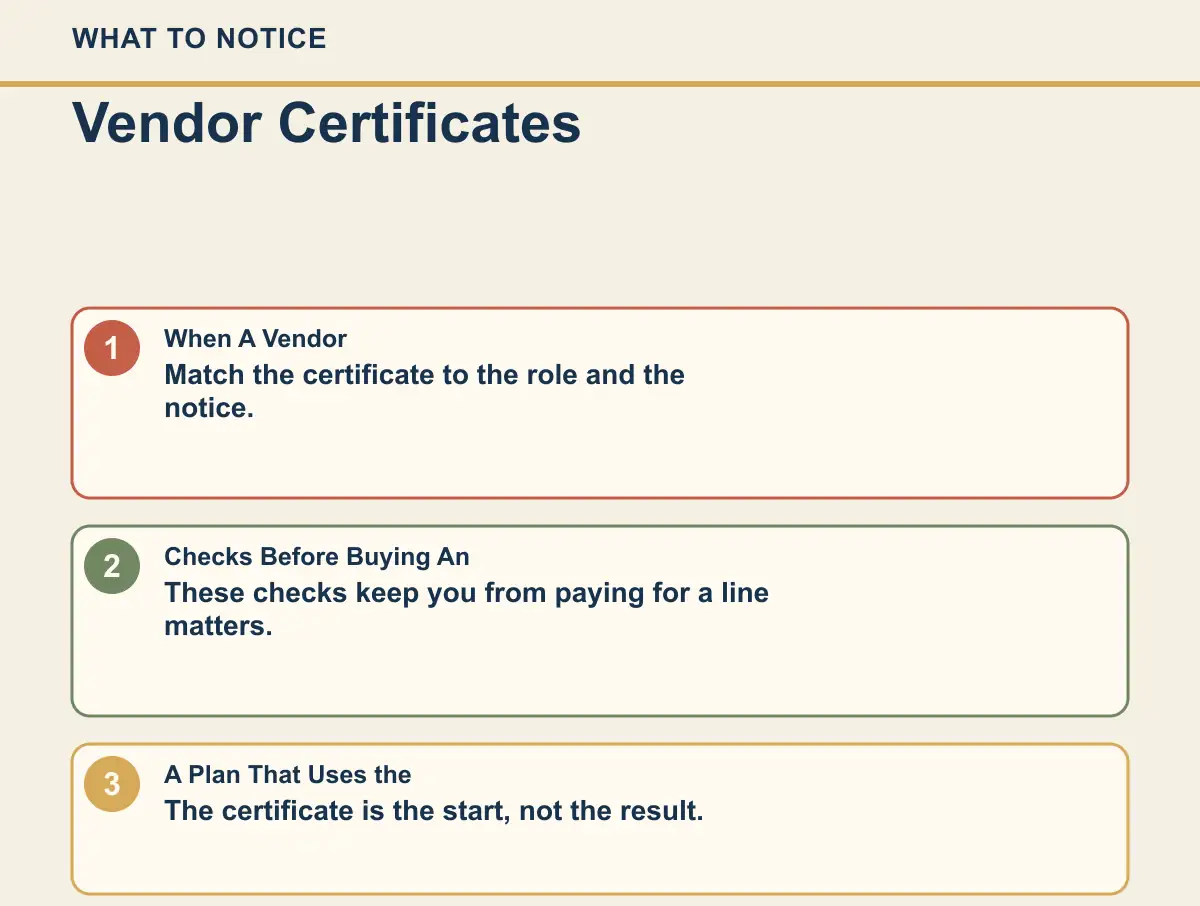 WHAT TO NOTICE
Vendor Certificates
1
When A Vendor
Match the certificate to the role and the
notice.
2
Checks Before Buying An
These checks keep you from paying for a line
matters.
3
A Plan That Uses the
The certificate is the start, not the result.